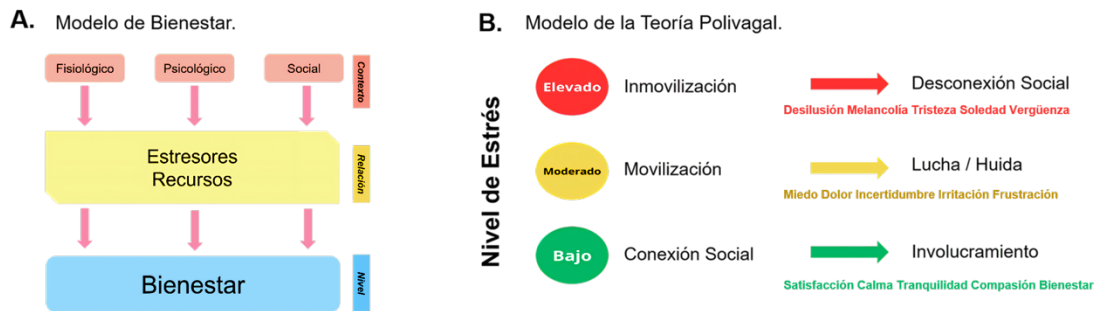 A. Modelo de Bienestar.
Fisiológico Psicológico Social
Contexto
Estresores
Recursos
Relación
Bienestar
Nivel
B. Modelo de la Teoría Polivagal.
Nivel de Estrés
Elevado Inmovilización Desconexión Social
Desilusión Melancolía Tristeza Soledad Vergüenza
Moderado Movilización Lucha / Huida
Miedo Dolor Incertidumbre Irritación Frustración
Bajo Conexión Social Involucramiento
Satisfacción Calma Tranquilidad Compasión Bienestar